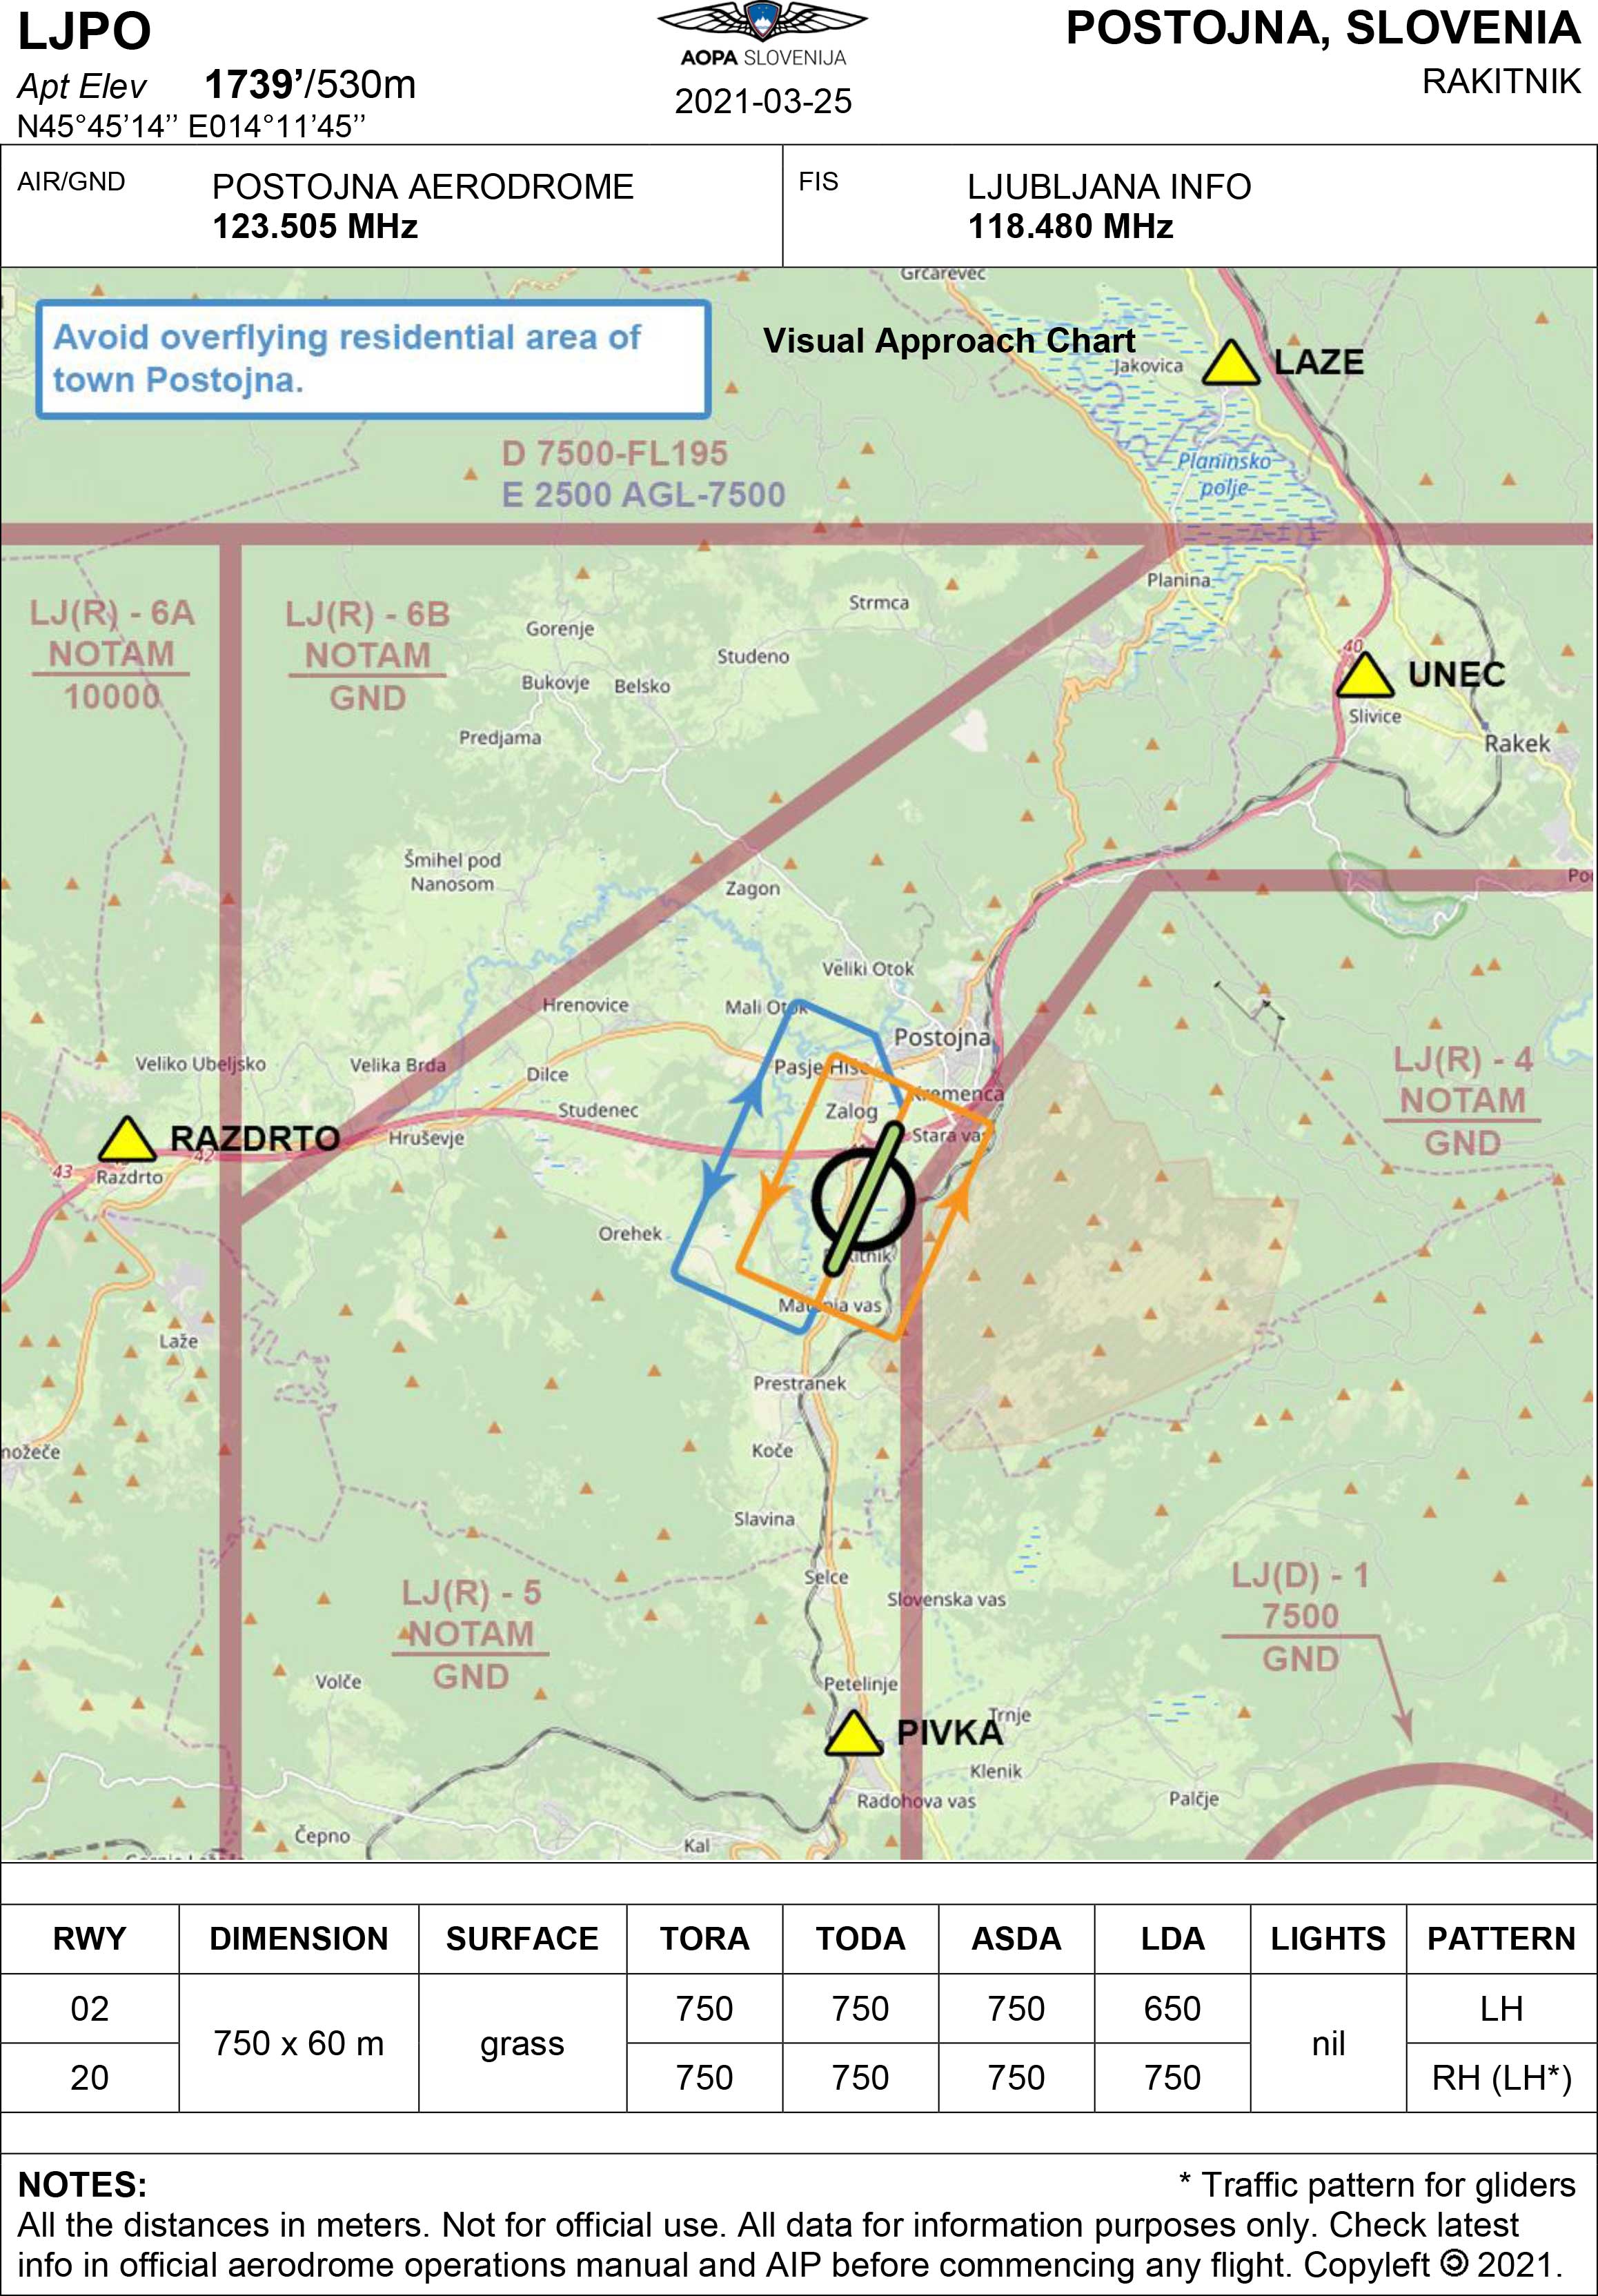 LJPO
Apt Elev 1739’/530m
N45°45’14’’ E014°11’45’’
AOPA SLOVENIJA
2021-03-25
POSTOJNA, SLOVENIA
RAKITNIK
AIR/GND
POSTOJNA AERODROME
123.505 MHz
FIS
LJUBLJANA INFO
118.480 MHz
Grčarevec
Avoid overflying residential area of
town Postojna.
Visual Approach Chart
Jakovica
LAZE
D 7500-FL195
E 2500 AGL-7500
Planinsko
polje
Planina
LJ(R) - 6A
NOTAM
10000
LJ(R) - 6B
NOTAM
GND
Strmca
Gorenje
Studeno
Bukovje
Belsko
Predjama
40
UNEC
Slivice
Rakek
Šmihel pod
Nanosom
Zagon
Veliki Otok
Hrenovice
Mali Otok
Postojna
Veliko Ubeljsko
Velika Brda
Dilce
Pasje Hiš
Kremenca
Studenec
Zalog
Stara vas
LJ(R) - 4
NOTAM
GND
RAZDRTO
Hruševje
42
43
Razdrto
Orehek
Matenja vas
Laže
Prestranek
Koče
Slavina
Selce
Slovenska vas
LJ(R) - 5
NOTAM
GND
LJ(D) - 1
7500
GND
Volče
Petelinje
PIVKA
Trnje
Klenik
Radohova vas
Palčje
Čepno
Kal
RWY DIMENSION SURFACE TORA TODA ASDA LDA LIGHTS PATTERN
02 750 x 60 m grass 750 750 750 650 nil LH
20 750 750 750 750 RH (LH*)
NOTES:
* Traffic pattern for gliders
All the distances in meters. Not for official use. All data for information purposes only. Check latest
info in official aerodrome operations manual and AIP before commencing any flight. Copyleft 🄯 2021.